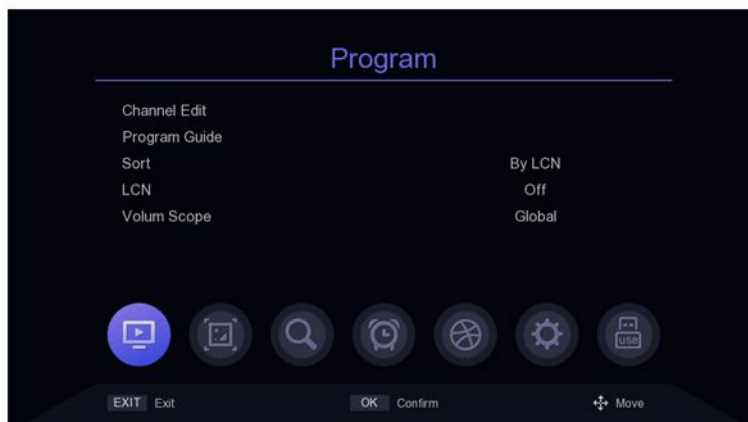 Program
Channel Edit
Program Guide
Sort By LCN
LCN Off
Volum Scope Global
USB
EXIT Exit OK Confirm Move